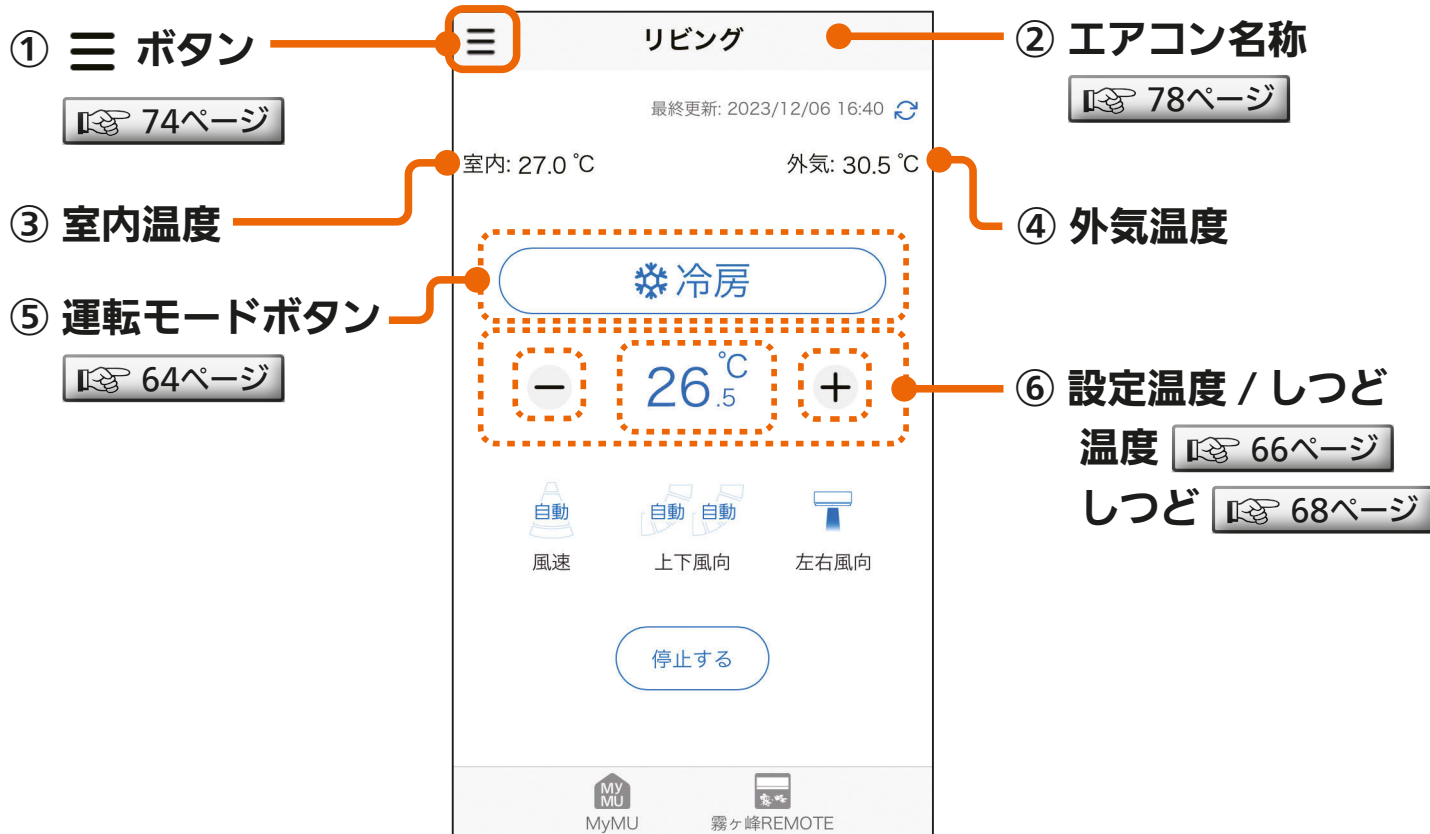 ① ☰ ボタン
☞ 74ページ
② エアコン名称
☞ 78ページ
③ 室内温度
④ 外気温度
⑤ 運転モードボタン
☞ 64ページ
⑥ 設定温度 / しつど
温度 ☞ 66ページ
しつど ☞ 68ページ
リビング
最終更新: 2023/12/06 16:40
室内: 27.0 ℃
外気: 30.5 ℃
冷房
− 26.5 ℃ +
自動 自動 自動
風速 上下風向 左右風向
停止する
My
MU
MyMU 霧ヶ峰REMOTE